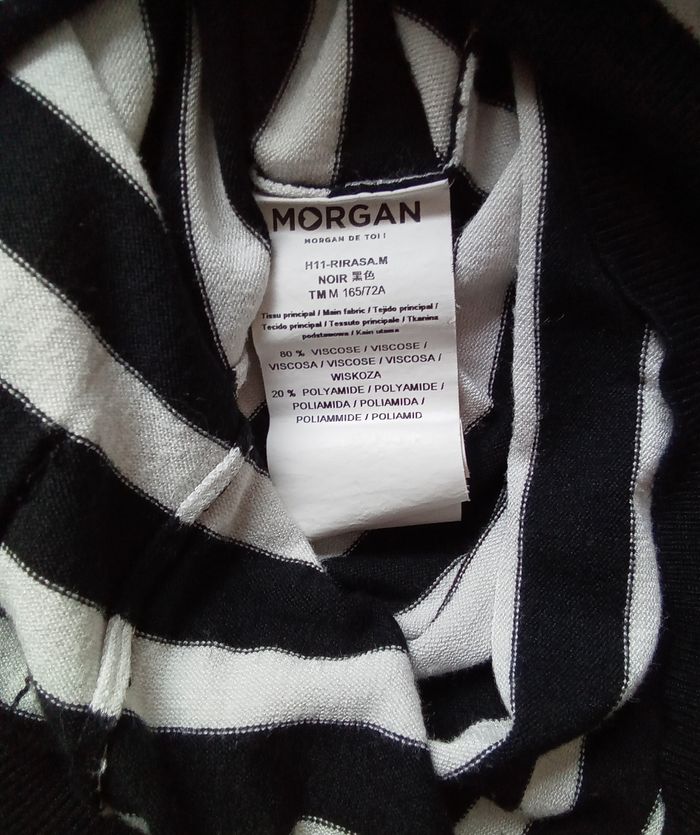 MORGAN
MORGAN DE TOI !
H11-RIRASA.M
NOIR 黑色
TM M 165/72A
Tissu principal / Main fabric / Tejido principal /
Tecido principal / Tessuto principale / Tkanina
podstawowa / Kain utama
80 % VISCOSE / VISCOSE /
VISCOSA / VISCOSE / VISCOSA /
WISKOZA
20 % POLYAMIDE / POLYAMIDE /
POLIAMIDA / POLIAMIDA /
POLIAMMIDE / POLIAMID